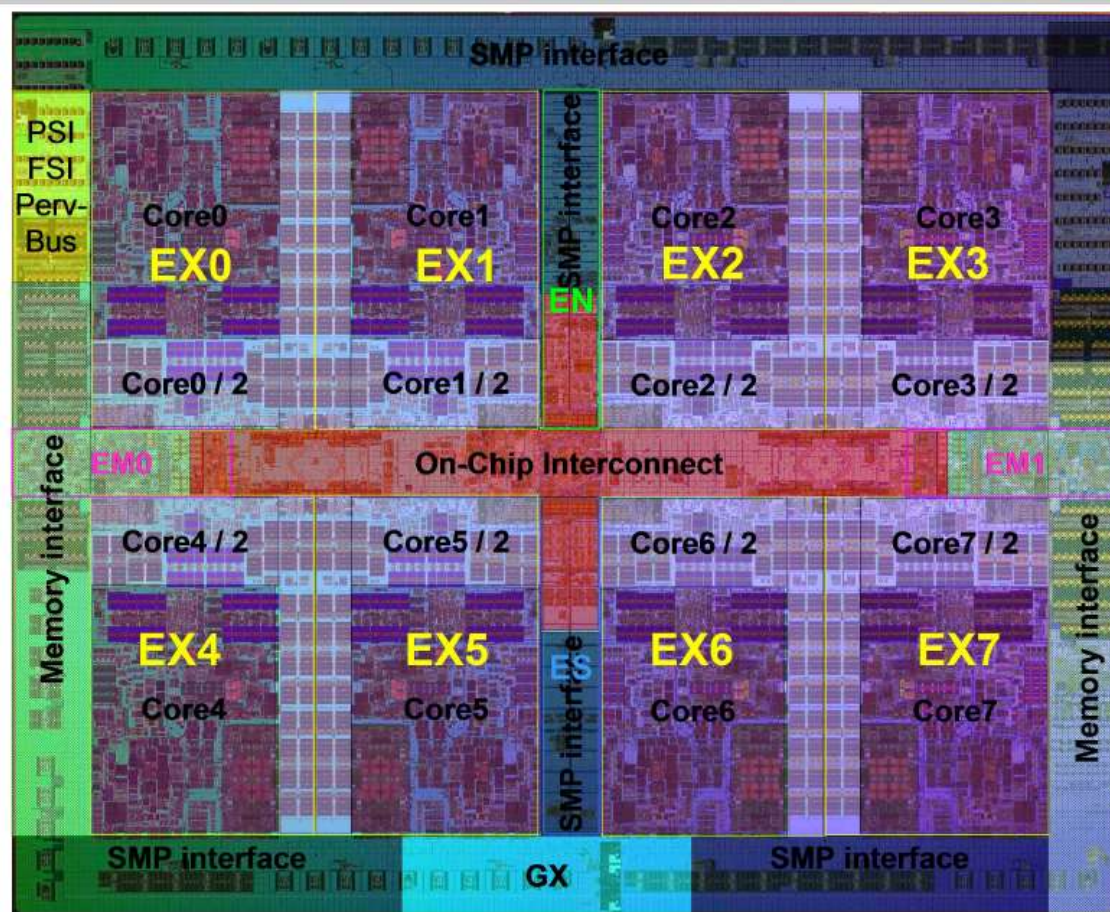 SMP interface
PSI
FSI
Perv-
Bus
Core0
EX0
Core1
EX1
SMP interface
EN
Core2
EX2
Core3
EX3
Core0 / 2
Core1 / 2
Core2 / 2
Core3 / 2
Memory interface
EM0
On-Chip Interconnect
EM1
Memory interface
Core4 / 2
Core5 / 2
Core6 / 2
Core7 / 2
EX4
Core4
EX5
Core5
ES
SMP interface
EX6
Core6
EX7
Core7
SMP interface
GX
SMP interface